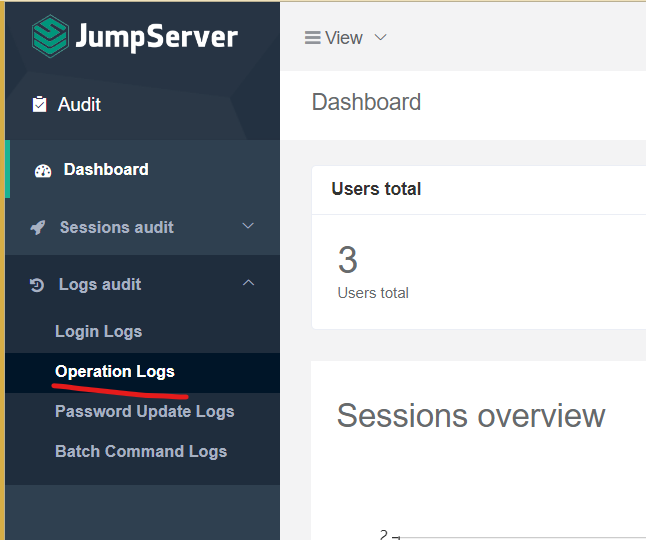 JumpServer
View
Audit
Dashboard
Dashboard
Users total
Sessions audit
3
Users total
Logs audit
Login Logs
Operation Logs
Password Update Logs
Batch Command Logs
Sessions overview
2